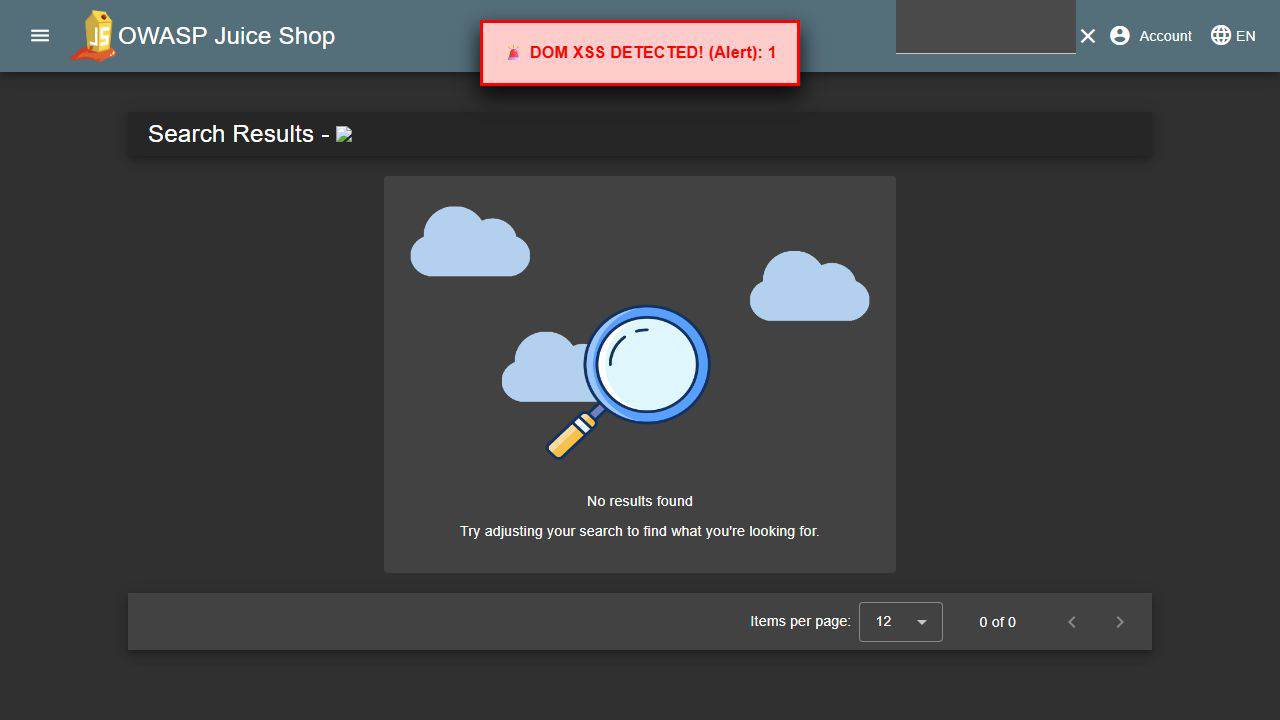 JS
OWASP Juice Shop
🚨 DOM XSS DETECTED! (Alert): 1
Account
EN
Search Results -
No results found
Try adjusting your search to find what you're looking for.
Items per page:
12
0 of 0